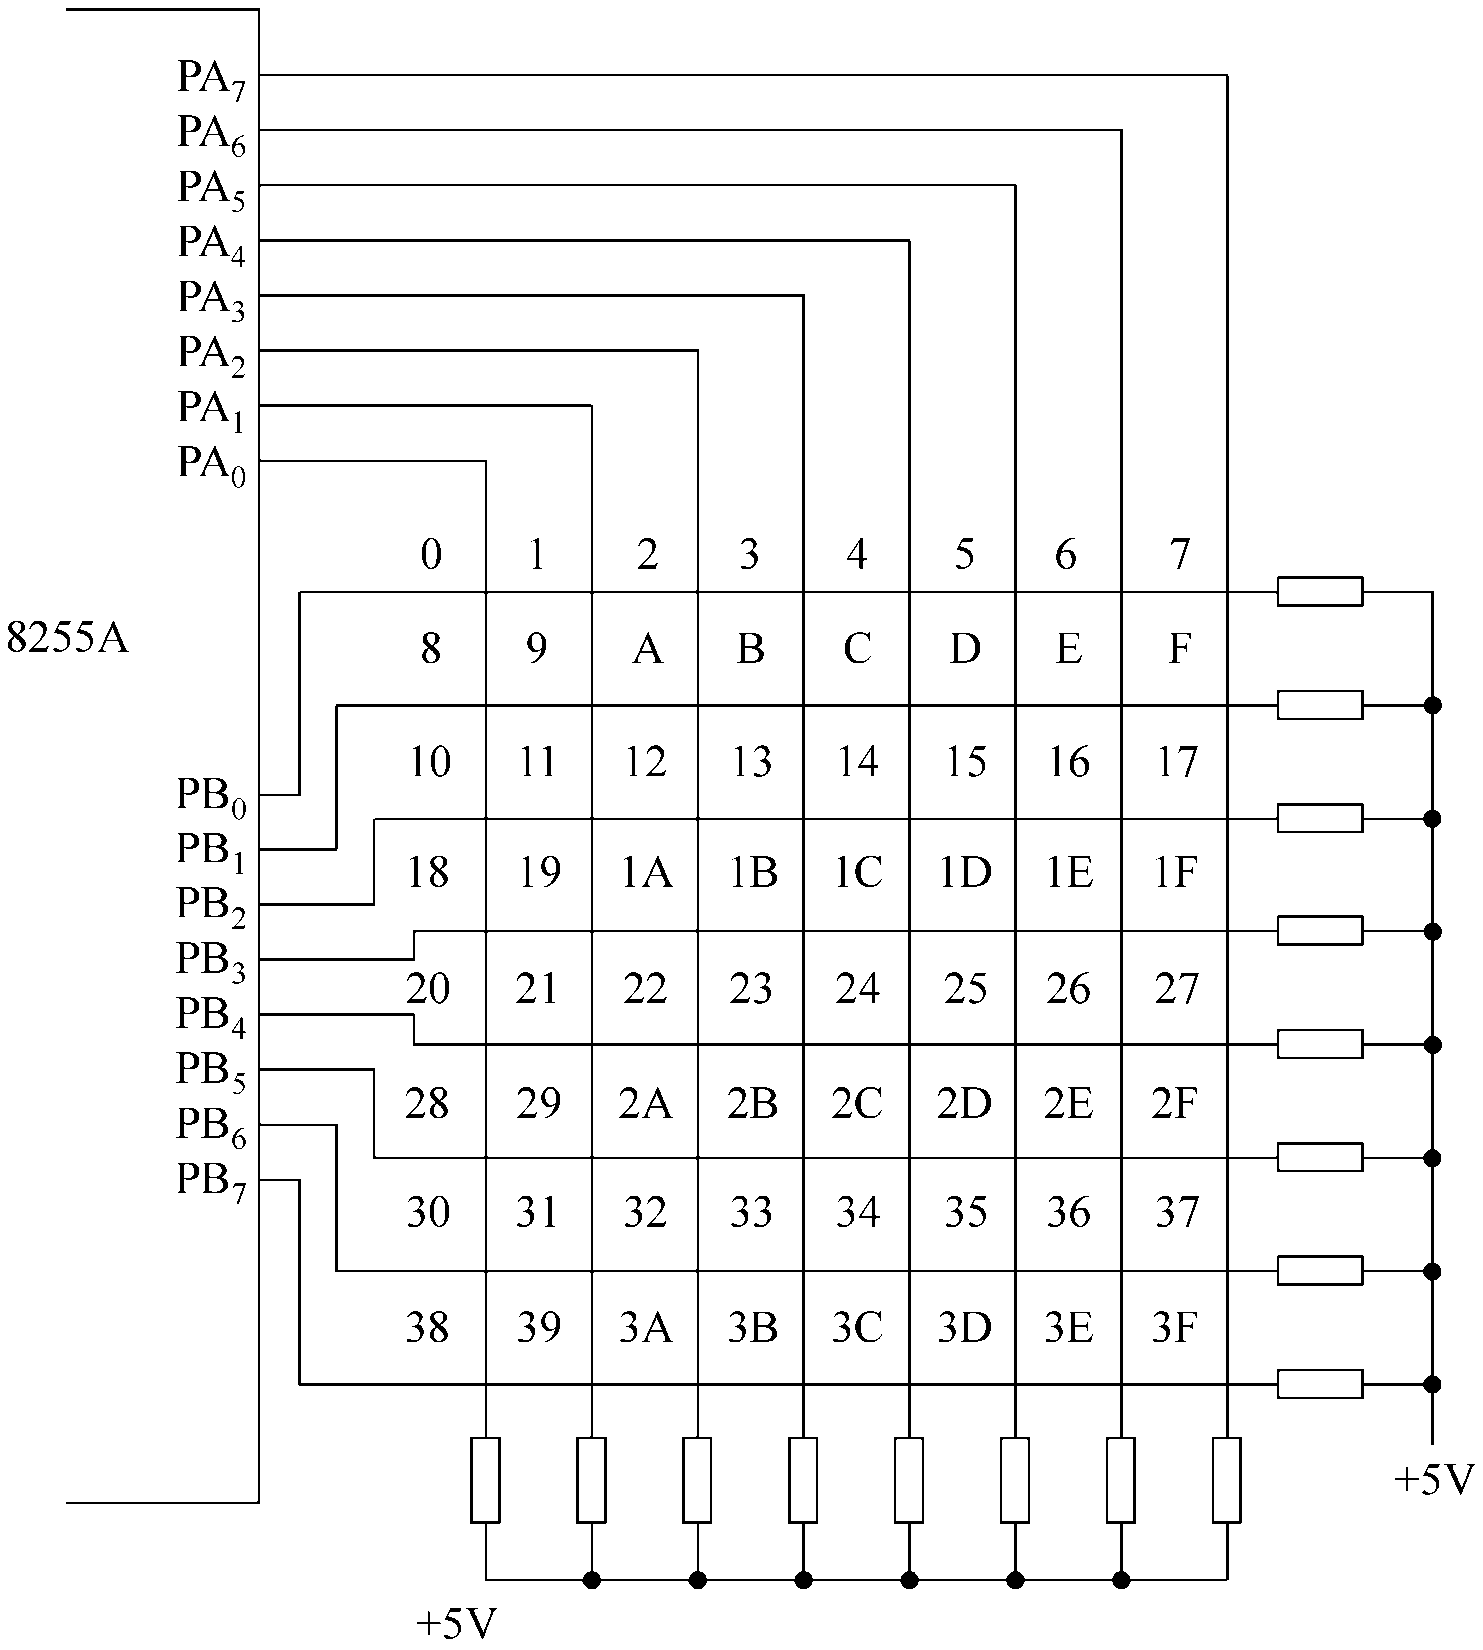 PA₇
PA₆
PA₅
PA₄
PA₃
PA₂
PA₁
PA₀
0 1 2 3 4 5 6 7
8255A
8 9 A B C D E F
10 11 12 13 14 15 16 17
PB₀
PB₁
18 19 1A 1B 1C 1D 1E 1F
PB₂
PB₃
20 21 22 23 24 25 26 27
PB₄
PB₅
28 29 2A 2B 2C 2D 2E 2F
PB₆
PB₇
30 31 32 33 34 35 36 37
38 39 3A 3B 3C 3D 3E 3F
+5V
+5V